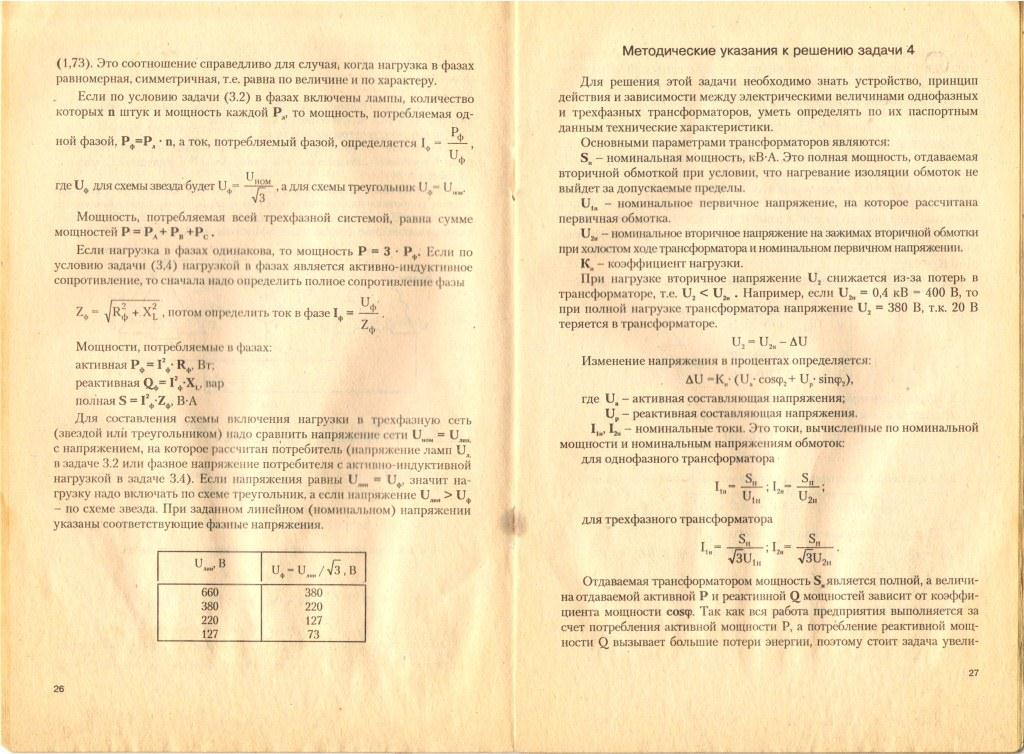 (1,73). Это соотношение справедливо для случая, когда нагрузка в фазах
равномерная, симметричная, т.е. равна по величине и по характеру.
Если по условию задачи (3.2) в фазах включены лампы, количество
которых n штук и мощность каждой Pл, то мощность, потребляемая од-
ной фазой, Pф=Pл · n, а ток, потребляемый фазой, определяется Iф = Pф / Uф,
где Uф для схемы звезда будет Uф= Uном / √3, а для схемы треугольник Uф= Uном.
Мощность, потребляемая всей трехфазной системой, равна сумме
мощностей P = PA + PB +PC .
Если нагрузка в фазах одинакова, то мощность P = 3 · Pф. Если по
условию задачи (3,4) нагрузкой в фазах является активно-индуктивное
сопротивление, то сначала надо определить полное сопротивление фазы
Zф = √(R²ф + X²L), потом определить ток в фазе Iф = Uф / Zф.
Мощности, потребляемые в фазах:
активная Pф = I²ф· Rф, Вт,
реактивная Qф= I²ф·XL, вар
полная S = I²ф·Zф, В·А
Для составления схемы включения нагрузки в трехфазную сеть
(звездой или треугольником) надо сравнить напряжение сети Uном = Uлин,
с напряжением, на которое рассчитан потребитель (напряжение ламп Uл
в задаче 3.2 или фазное напряжение потребителя с активно-индуктивной
нагрузкой в задаче 3.4). Если напряжения равны Uлин = Uф, значит на-
грузку надо включать по схеме треугольник, а если напряжение Uлин > Uф
– по схеме звезда. При заданном линейном (номинальном) напряжении
указаны соответствующие фазные напряжения.
Uлин, В Uф = Uлин / √3 , В
660 380
380 220
220 127
127 73
26
Методические указания к решению задачи 4
Для решения этой задачи необходимо знать устройство, принцип
действия и зависимости между электрическими величинами однофазных
и трехфазных трансформаторов, уметь определять по их паспортным
данным технические характеристики.
Основными параметрами трансформаторов являются:
Sн – номинальная мощность, кВ·А. Это полная мощность, отдаваемая
вторичной обмоткой при условии, что нагревание изоляции обмоток не
выйдет за допускаемые пределы.
U1н – номинальное первичное напряжение, на которое рассчитана
первичная обмотка.
U2н – номинальное вторичное напряжение на зажимах вторичной обмотки
при холостом ходе трансформатора и номинальном первичном напряжении.
Кн – коэффициент нагрузки.
При нагрузке вторичное напряжение U2 снижается из-за потерь в
трансформаторе, т.е. U2 < U2н . Например, если U2н = 0,4 кВ = 400 В, то
при полной нагрузке трансформатора напряжение U2 = 380 В, т.к. 20 В
теряется в трансформаторе.
U2 = U2н – ΔU
Изменение напряжения в процентах определяется:
ΔU =Kн· (Uа· cosφ2+ Uр· sinφ2),
где Uа – активная составляющая напряжения;
Uр – реактивная составляющая напряжения.
I1н, I2н – номинальные токи. Это токи, вычисленные по номинальной
мощности и номинальным напряжениям обмоток:
для однофазного трансформатора
I1н = Sн / U1н ; I2н = Sн / U2н ;
для трехфазного трансформатора
I1н = Sн / √3U1н ; I2н = Sн / √3U2н .
Отдаваемая трансформатором мощность Sн является полной, а величи-
на отдаваемой активной P и реактивной Q мощностей зависит от коэффи-
циента мощности cosφ. Так как вся работа предприятия выполняется за
счет потребления активной мощности P, а потребление реактивной мощ-
ности Q вызывает большие потери энергии, поэтому стоит задача увели-
27